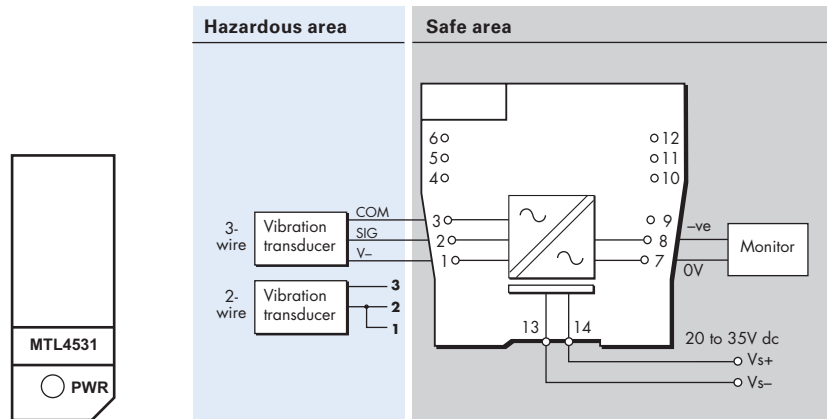 Hazardous area
Safe area
6
5
4
12
11
10
3-
wire
Vibration
transducer
COM
SIG
V–
3
2
1
9
8
7
–ve
0V
Monitor
2-
wire
Vibration
transducer
3
2
1
13
14
20 to 35V dc
Vs+
Vs–
MTL4531
PWR